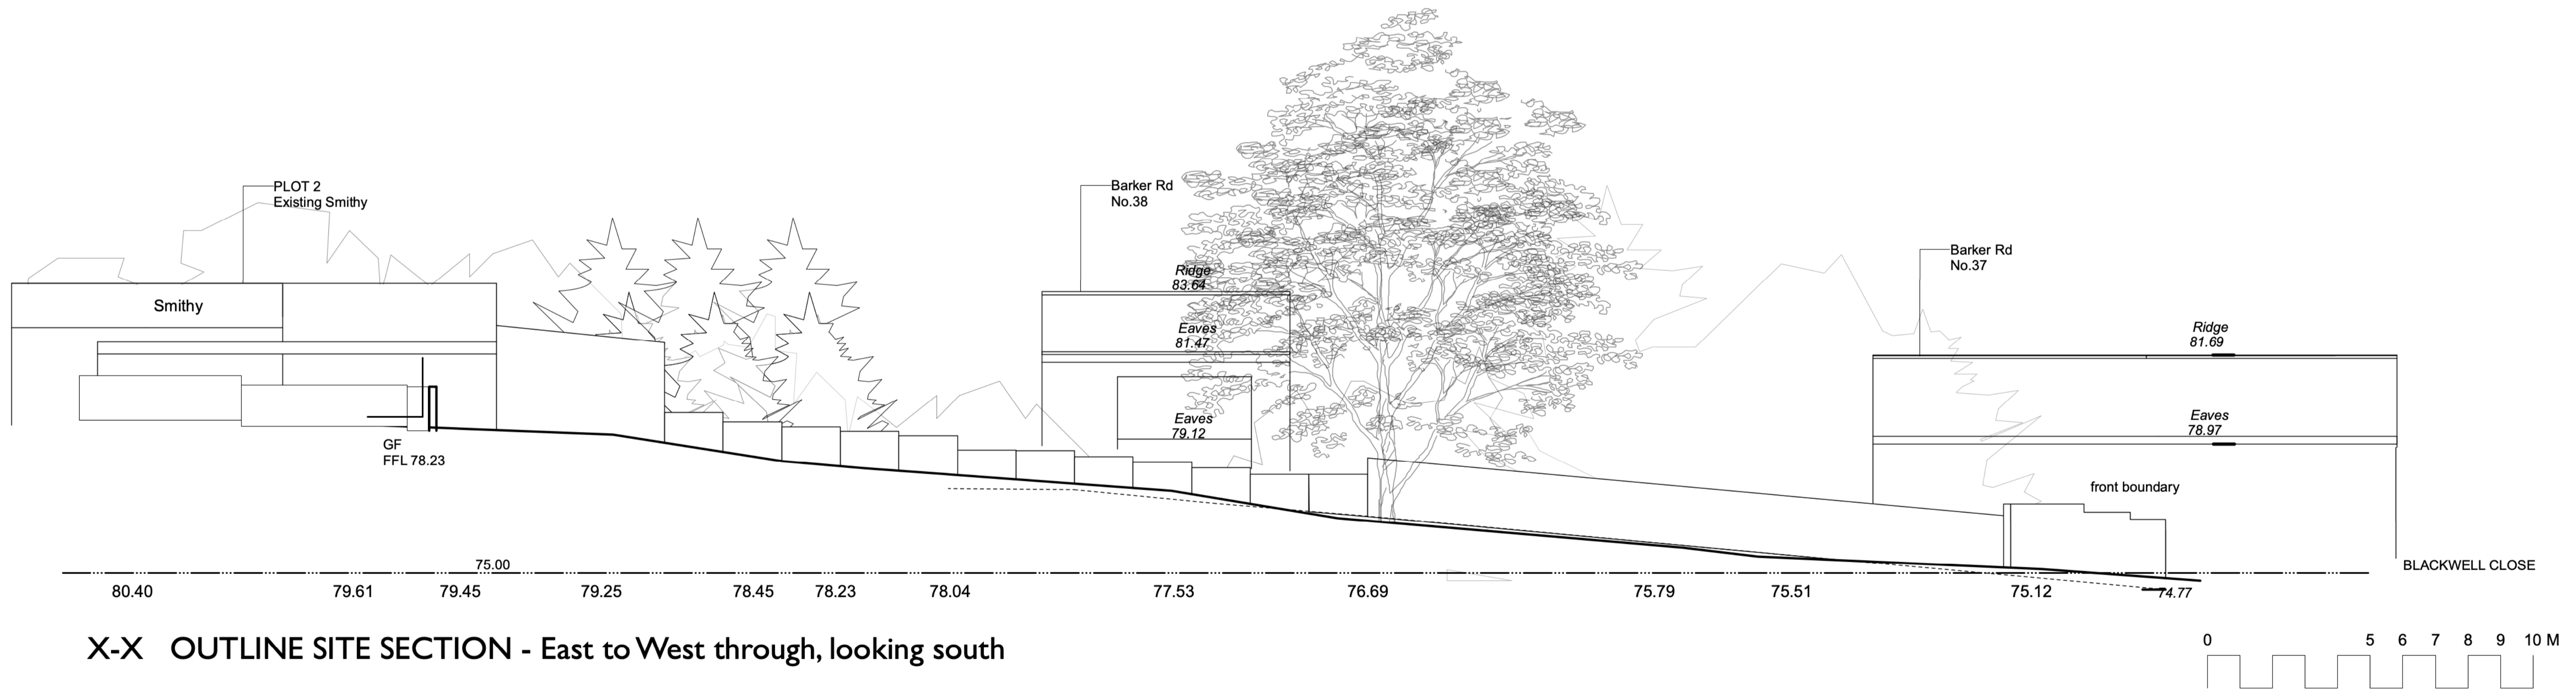 PLOT 2
Existing Smithy
Smithy
GF
FFL 78.23
Barker Rd
No.38
Ridge
83.64
Eaves
81.47
Eaves
79.12
Barker Rd
No.37
Ridge
81.69
Eaves
78.97
front boundary
BLACKWELL CLOSE
75.00
80.40 79.61 79.45 79.25 78.45 78.23 78.04 77.53 76.69 75.79 75.51 75.12 74.77
X-X OUTLINE SITE SECTION - East to West through, looking south
0 5 6 7 8 9 10 M